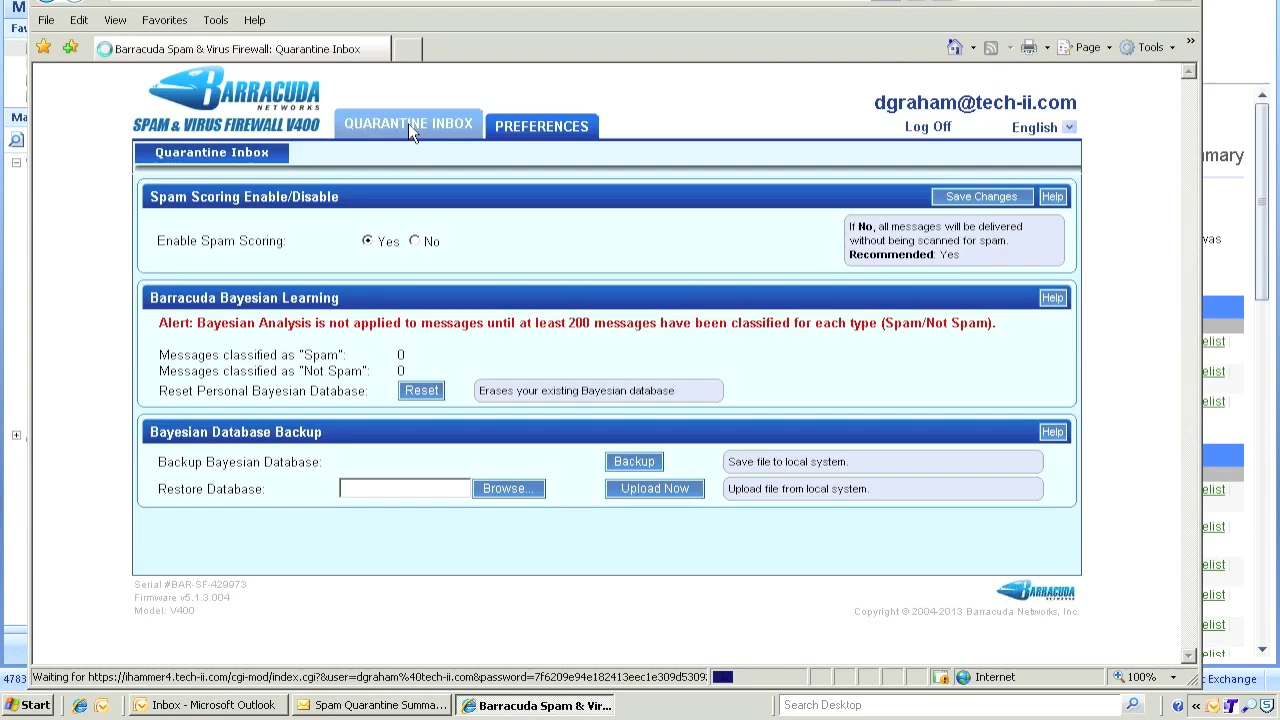 File Edit View Favorites Tools Help
Barracuda Spam & Virus Firewall: Quarantine Inbox
Page Tools »
BARRACUDA
NETWORKS
SPAM & VIRUS FIREWALL V400
QUARANTINE INBOX PREFERENCES
dgraham@tech-ii.com
Log Off English
Quarantine Inbox
Spam Scoring Enable/Disable Save Changes Help
Enable Spam Scoring: Yes No
If No, all messages will be delivered
without being scanned for spam.
Recommended: Yes
Barracuda Bayesian Learning Help
Alert: Bayesian Analysis is not applied to messages until at least 200 messages have been classified for each type (Spam/Not Spam).
Messages classified as "Spam": 0
Messages classified as "Not Spam": 0
Reset Personal Bayesian Database: Reset Erases your existing Bayesian database
Bayesian Database Backup Help
Backup Bayesian Database: Backup Save file to local system.
Restore Database: Browse... Upload Now Upload file from local system.
Serial #BAR-SF-429973
Firmware v5.1.3.004
Model: V400
BARRACUDA
NETWORKS
Copyright © 2004-2013 Barracuda Networks, Inc.
Waiting for https://ihammer4.tech-ii.com/cgi-mod/index.cgi?&user=dgraham%40tech-ii.com&password=7f6209e94e182413eec1e309d5309 Internet 100%
4783 Exchange
Start Inbox - Microsoft Outlook Spam Quarantine Summa... Barracuda Spam & Vir... Search Desktop